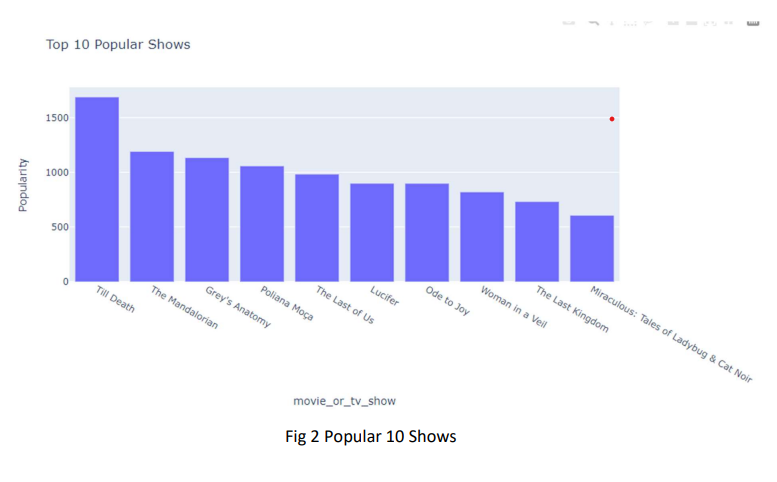 Top 10 Popular Shows
1500
1000
500
0
Popularity
Till Death
The Mandalorian
Grey's Anatomy
Poliana Moça
The Last of Us
Lucifer
Ode to Joy
Woman in a Veil
The Last Kingdom
Miraculous: Tales of Ladybug & Cat Noir
movie_or_tv_show
Fig 2 Popular 10 Shows